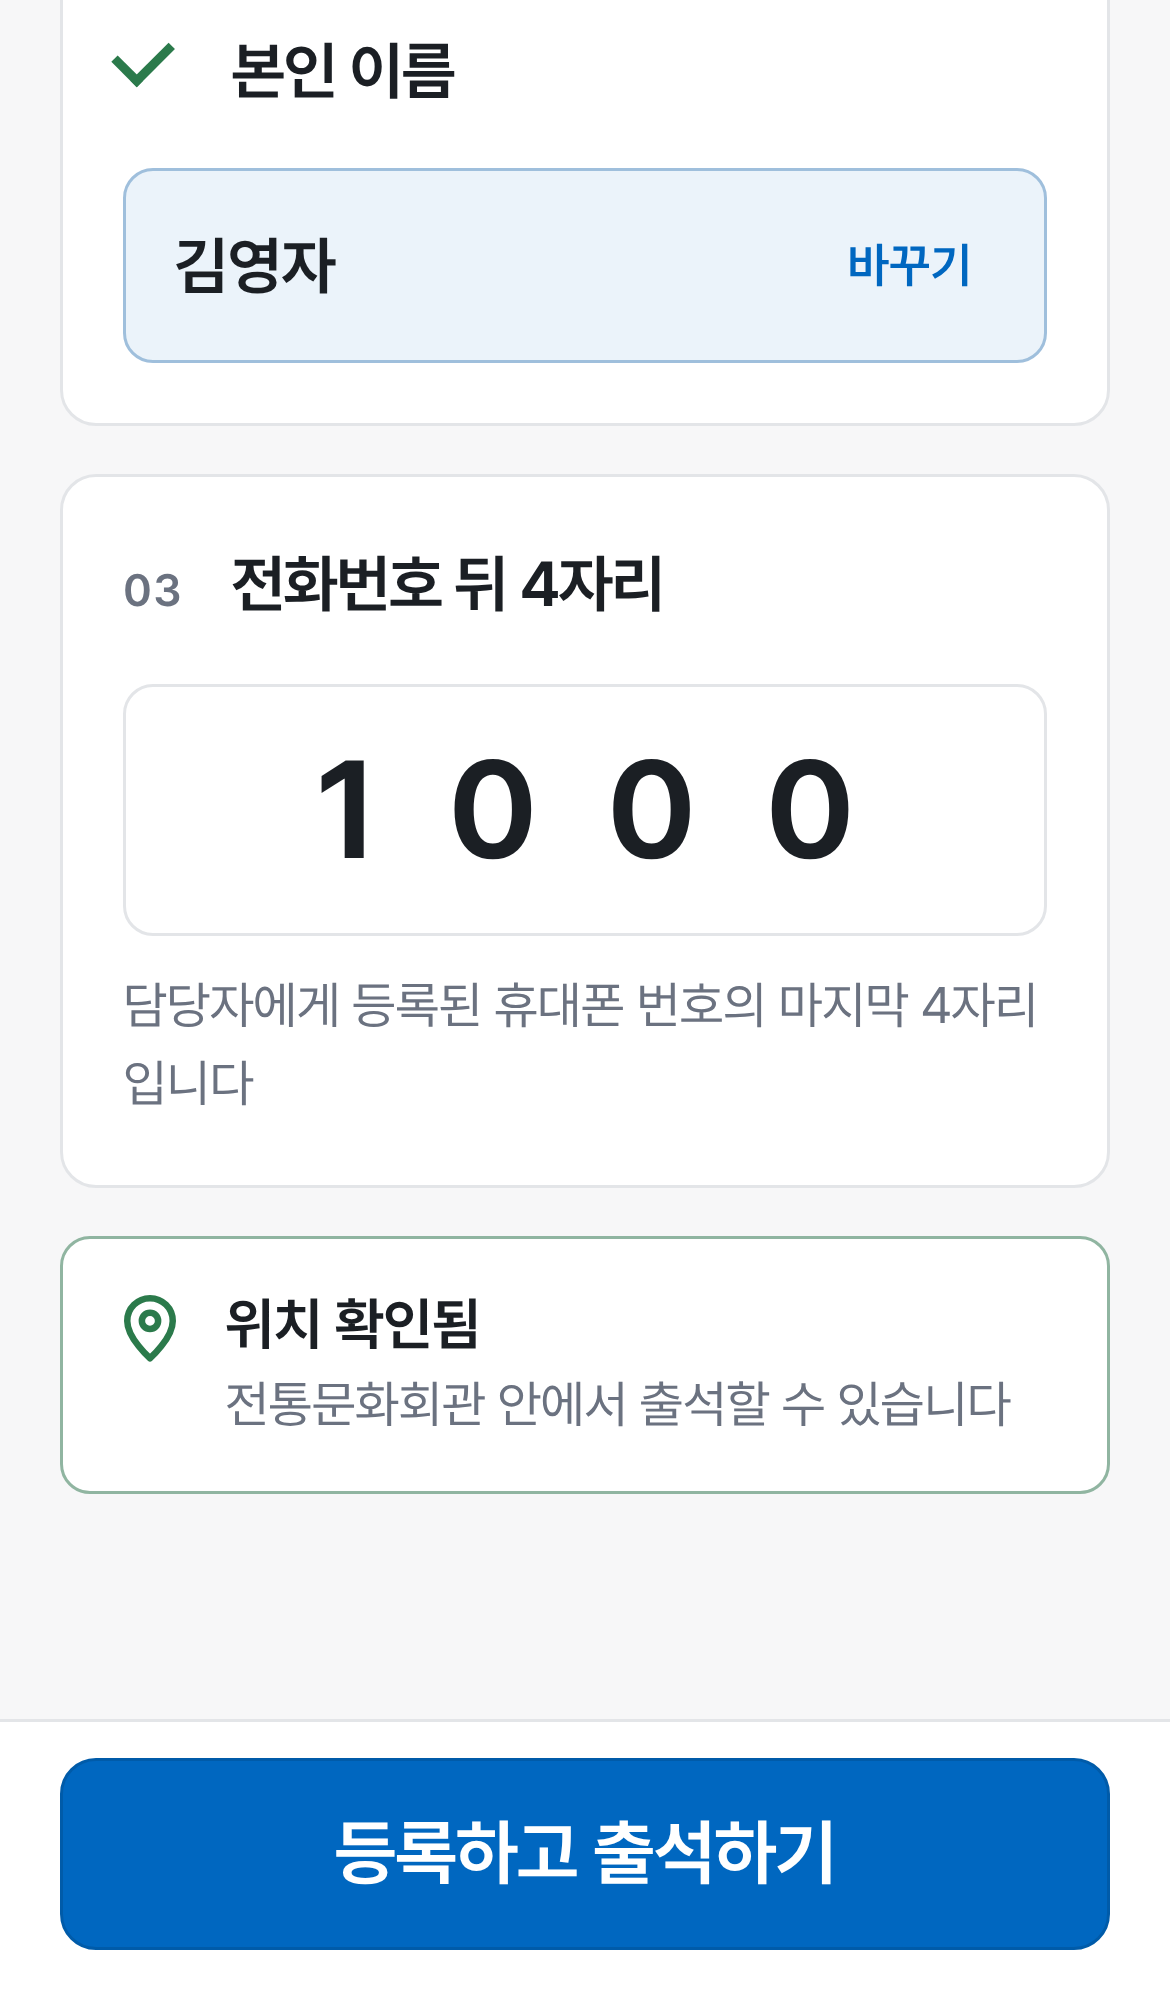 본인 이름
김영자
바꾸기
03 전화번호 뒤 4자리
1 0 0 0
담당자에게 등록된 휴대폰 번호의 마지막 4자리
입니다
위치 확인됨
전통문화회관 안에서 출석할 수 있습니다
등록하고 출석하기